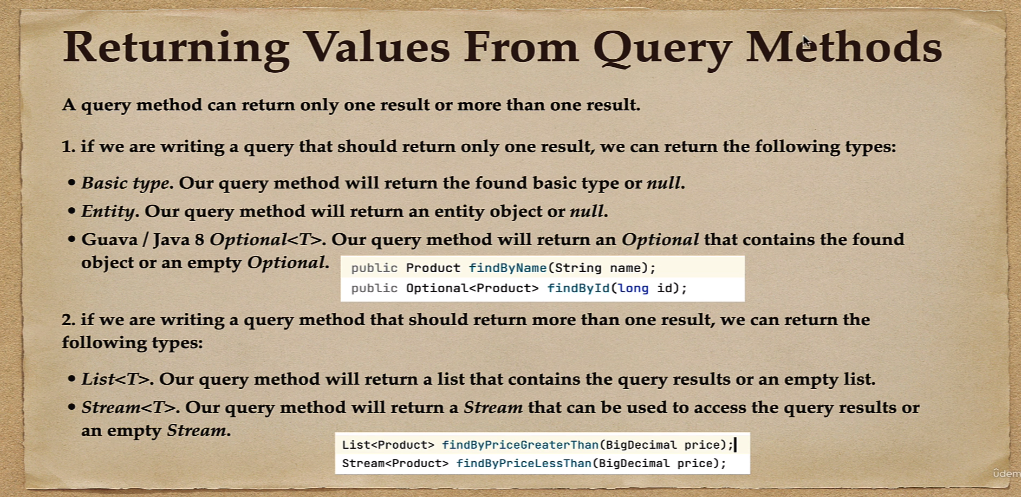 Returning Values From Query Methods
A query method can return only one result or more than one result.
1. if we are writing a query that should return only one result, we can return the following types:
• Basic type. Our query method will return the found basic type or null.
• Entity. Our query method will return an entity object or null.
• Guava / Java 8 Optional<T>. Our query method will return an Optional that contains the found
object or an empty Optional.
public Product findByName(String name);
public Optional<Product> findById(long id);
2. if we are writing a query method that should return more than one result, we can return the
following types:
• List<T>. Our query method will return a list that contains the query results or an empty list.
• Stream<T>. Our query method will return a Stream that can be used to access the query results or
an empty Stream.
List<Product> findByPriceGreaterThan(BigDecimal price);
Stream<Product> findByPriceLessThan(BigDecimal price);